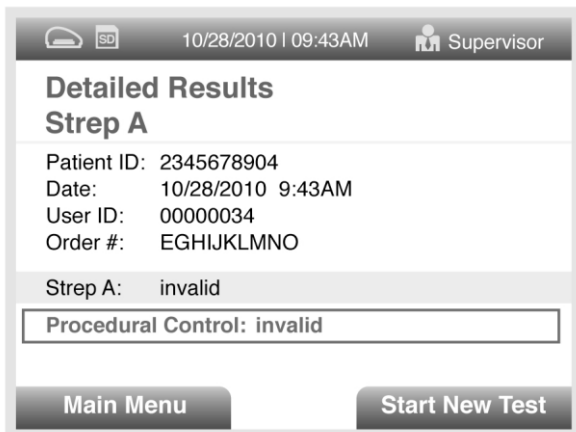 SD 10/28/2010 | 09:43AM Supervisor
Detailed Results
Strep A
Patient ID: 2345678904
Date: 10/28/2010 9:43AM
User ID: 00000034
Order #: EGHIJKLMNO
Strep A: invalid
Procedural Control: invalid
Main Menu Start New Test